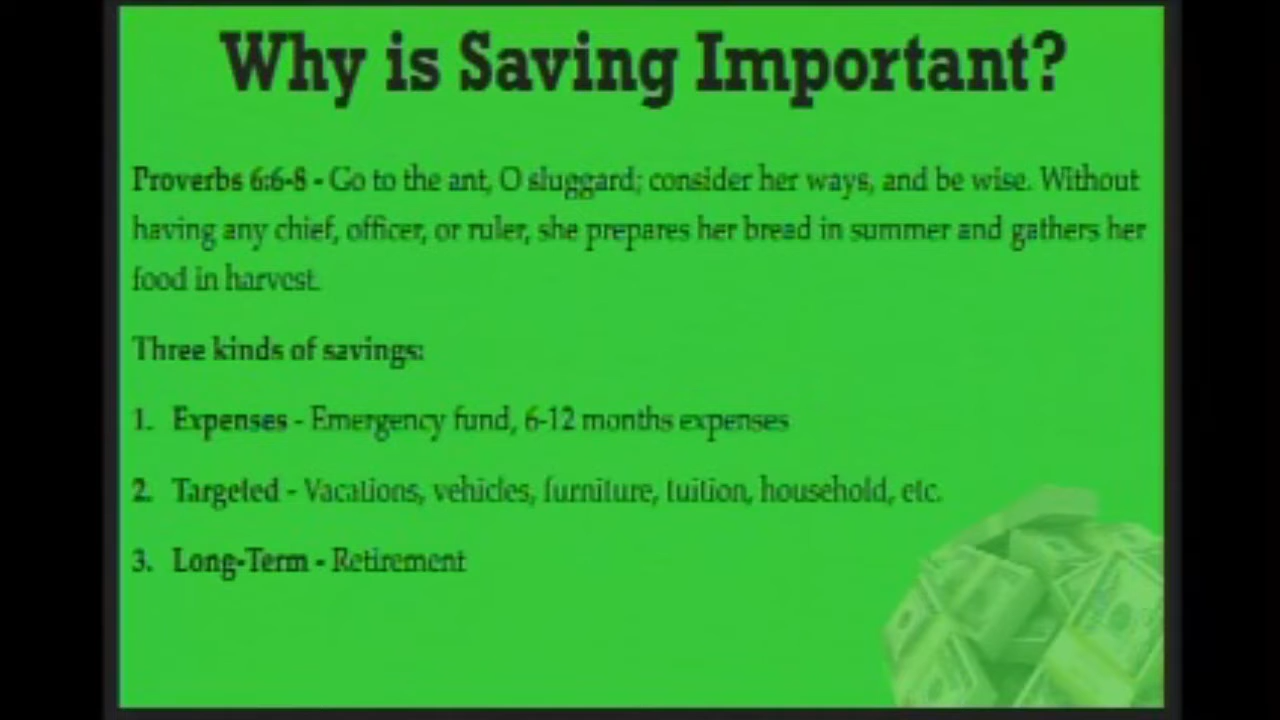 Why is Saving Important?
Proverbs 6:6-8 - Go to the ant, O sluggard; consider her ways, and be wise. Without
having any chief, officer, or ruler, she prepares her bread in summer and gathers her
food in harvest.
Three kinds of savings:
1. Expenses - Emergency fund, 6-12 months expenses
2. Targeted - Vacations, vehicles, furniture, tuition, household, etc.
3. Long-Term - Retirement